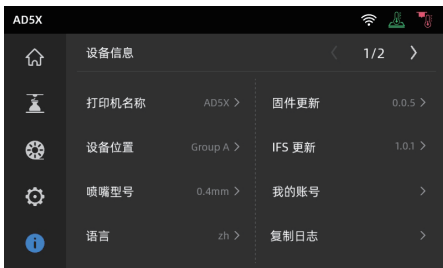 AD5X
设备信息 1/2
打印机名称 AD5X 固件更新 0.0.5
设备位置 Group A IFS 更新 1.0.1
喷嘴型号 0.4mm 我的账号
语言 zh 复制日志